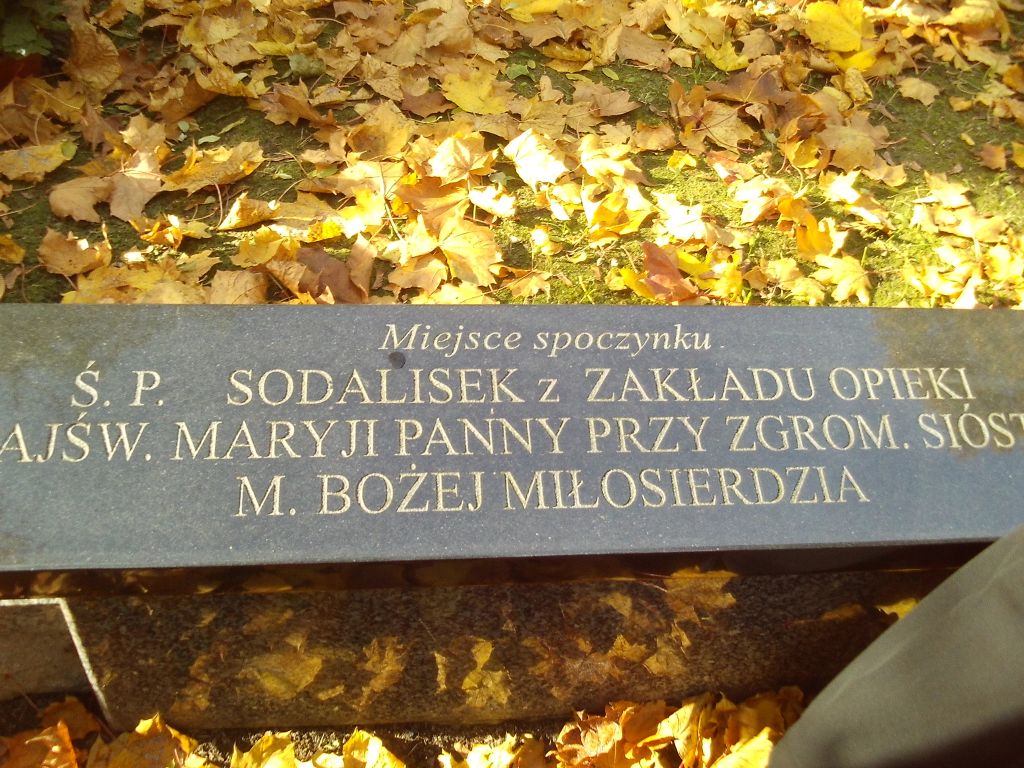 Miejsce spoczynku
Ś. P. SODALISEK z ZAKŁADU OPIEKI
AJŚW. MARYJI PANNY PRZY ZGROM. SIÓST
M. BOŻEJ MIŁOSIERDZIA